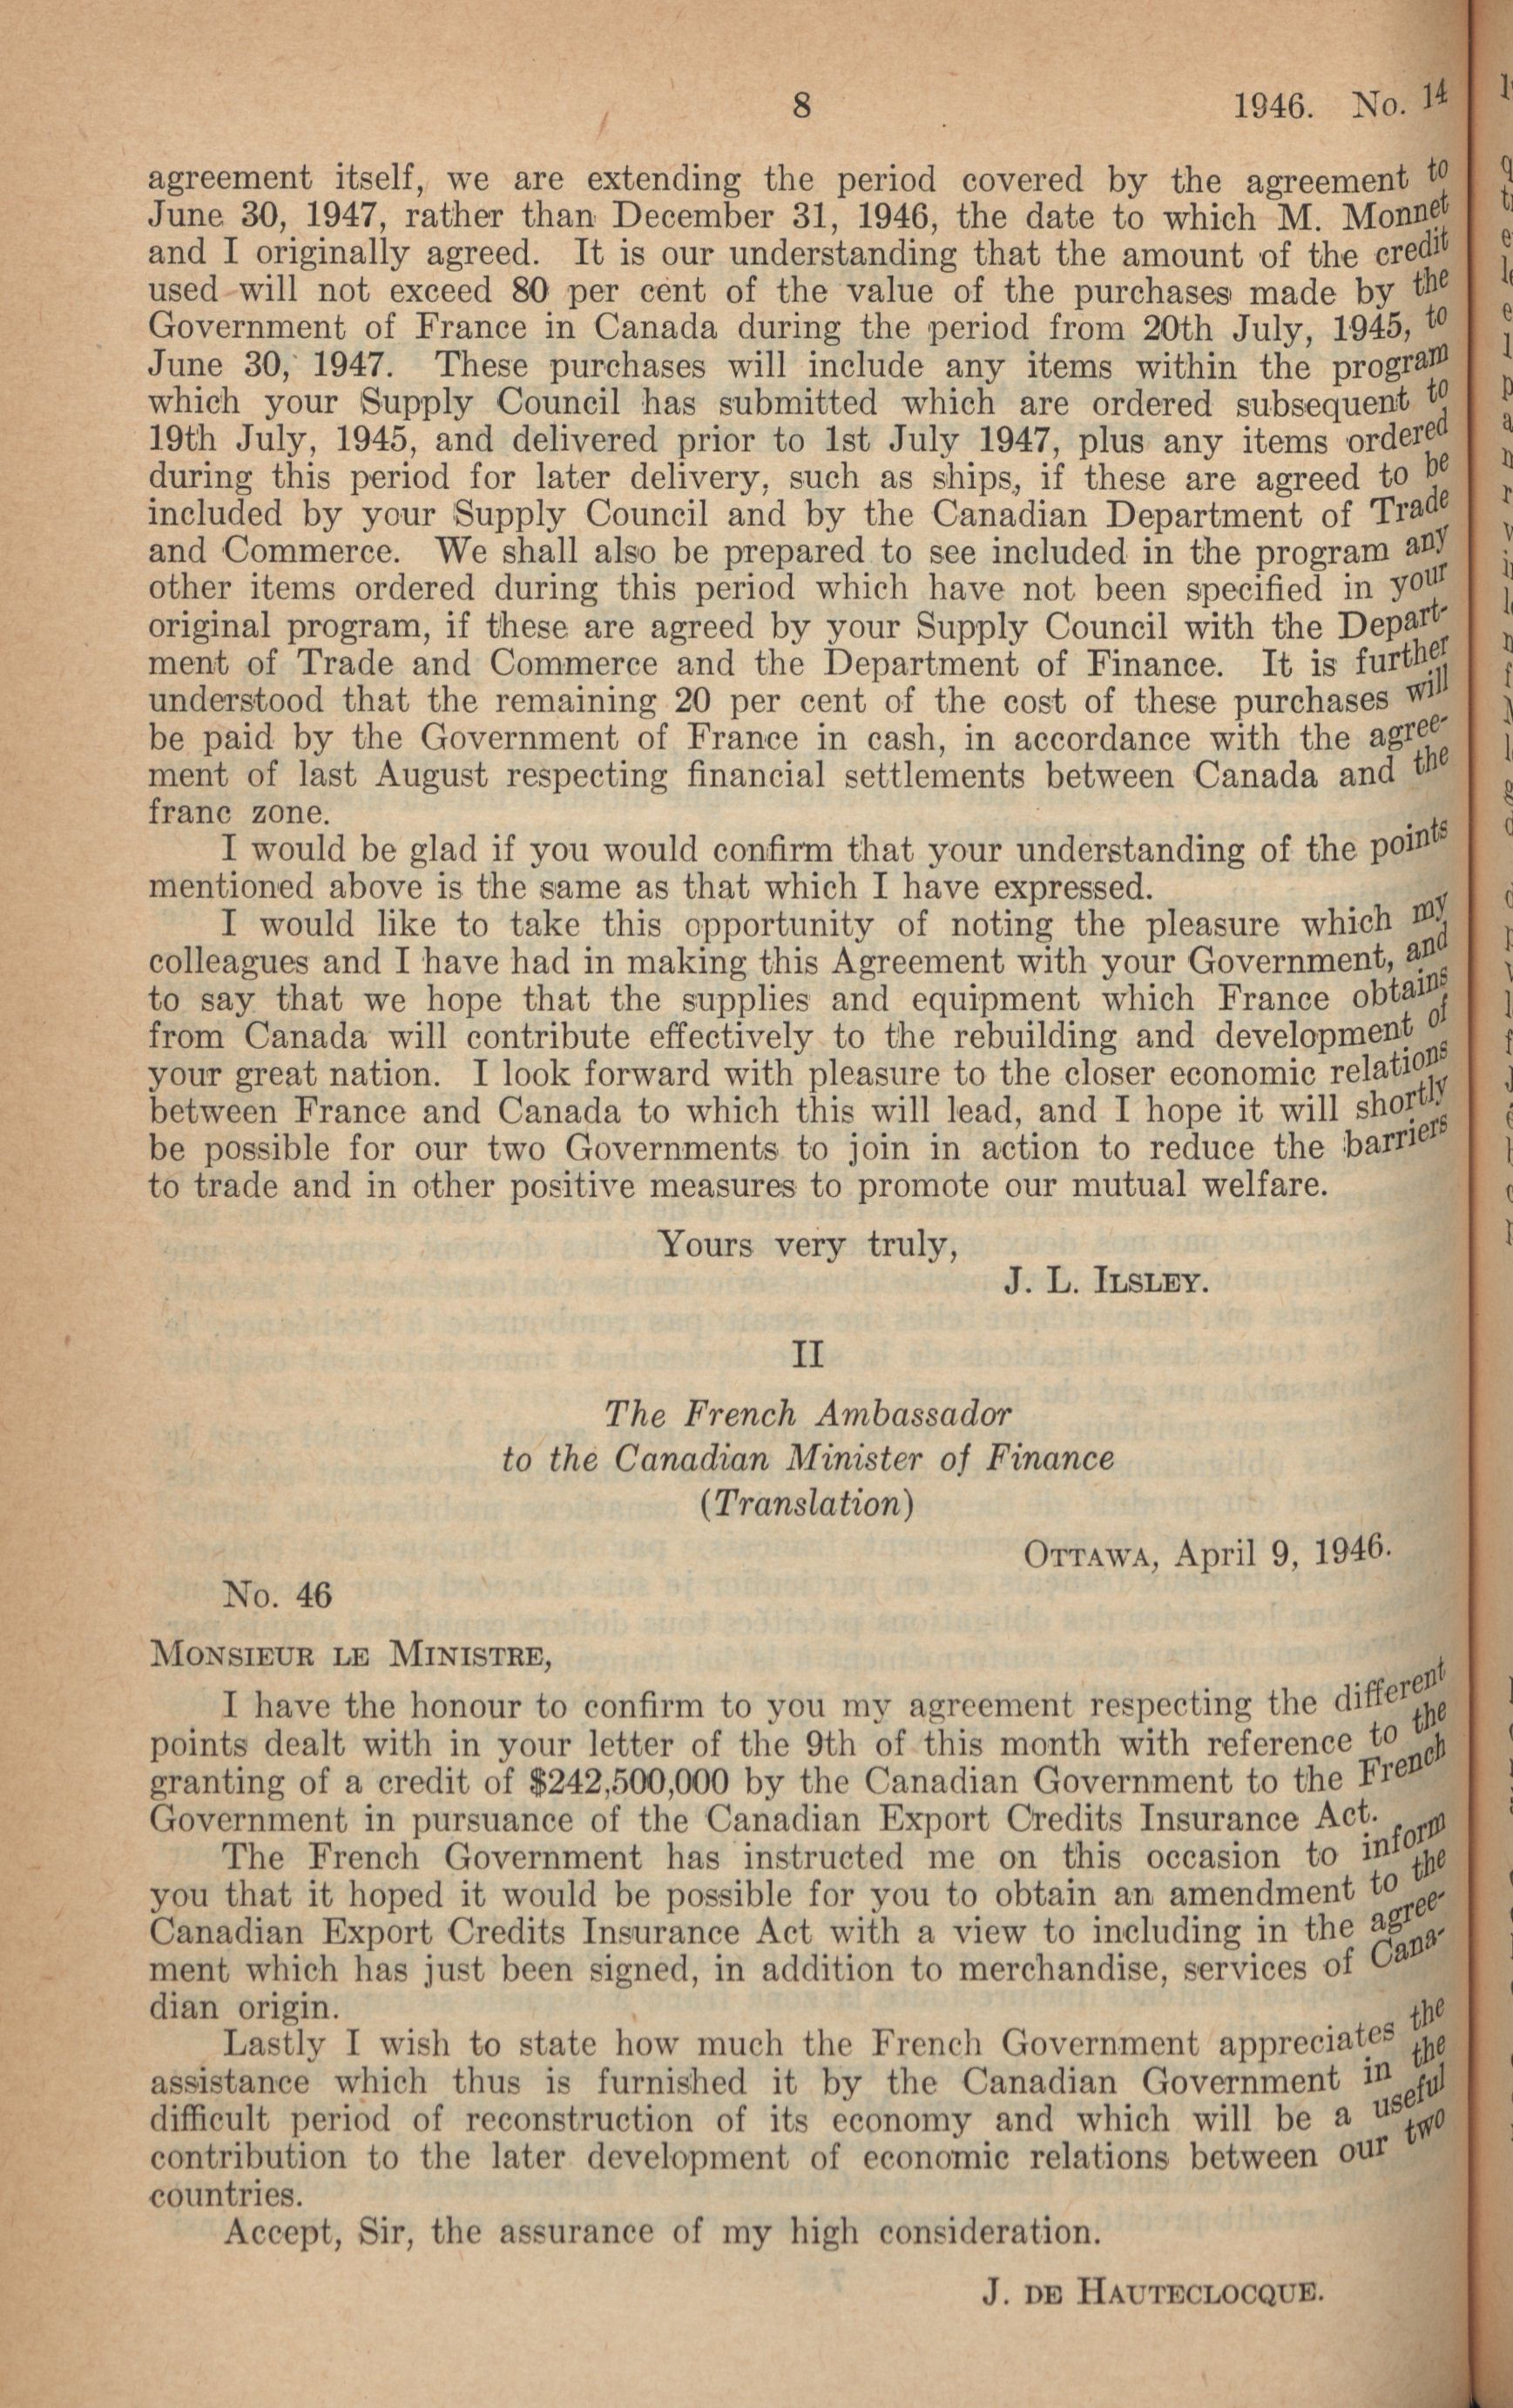 8
1946. No. 14
agreement itself, we are extending the period covered by the agreement to
June 30, 1947, rather than December 31, 1946, the date to which M. Monnet
and I originally agreed. It is our understanding that the amount of the credit
used will not exceed 80 per cent of the value of the purchases made by the
Government of France in Canada during the period from 20th July, 1945, to
June 30, 1947. These purchases will include any items within the program
which your Supply Council has submitted which are ordered subsequent to
19th July, 1945, and delivered prior to 1st July 1947, plus any items ordered
during this period for later delivery, such as ships, if these are agreed to be
included by your Supply Council and by the Canadian Department of Trade
and Commerce. We shall also be prepared to see included in the program any
other items ordered during this period which have not been specified in your
original program, if these are agreed by your Supply Council with the Depart-
ment of Trade and Commerce and the Department of Finance. It is further
understood that the remaining 20 per cent of the cost of these purchases will
be paid by the Government of France in cash, in accordance with the agree-
ment of last August respecting financial settlements between Canada and the
franc zone.
I would be glad if you would confirm that your understanding of the points
mentioned above is the same as that which I have expressed.
I would like to take this opportunity of noting the pleasure which my
colleagues and I have had in making this Agreement with your Government, and
to say that we hope that the supplies and equipment which France obtains
from Canada will contribute effectively to the rebuilding and development of
your great nation. I look forward with pleasure to the closer economic relations
between France and Canada to which this will lead, and I hope it will shortly
be possible for our two Governments to join in action to reduce the barriers
to trade and in other positive measures to promote our mutual welfare.
Yours very truly,
J. L. ILSLEY.
II
The French Ambassador
to the Canadian Minister of Finance
(Translation)
OTTAWA, April 9, 1946.
No. 46
MONSIEUR LE MINISTRE,
I have the honour to confirm to you my agreement respecting the different
points dealt with in your letter of the 9th of this month with reference to the
granting of a credit of $242,500,000 by the Canadian Government to the French
Government in pursuance of the Canadian Export Credits Insurance Act.
The French Government has instructed me on this occasion to inform
you that it hoped it would be possible for you to obtain an amendment to the
Canadian Export Credits Insurance Act with a view to including in the agree-
ment which has just been signed, in addition to merchandise, services of Cana-
dian origin.
Lastly I wish to state how much the French Government appreciates the
assistance which thus is furnished it by the Canadian Government in the
difficult period of reconstruction of its economy and which will be a useful
contribution to the later development of economic relations between our two
countries.
Accept, Sir, the assurance of my high consideration.
J. DE HAUTECLOCQUE.